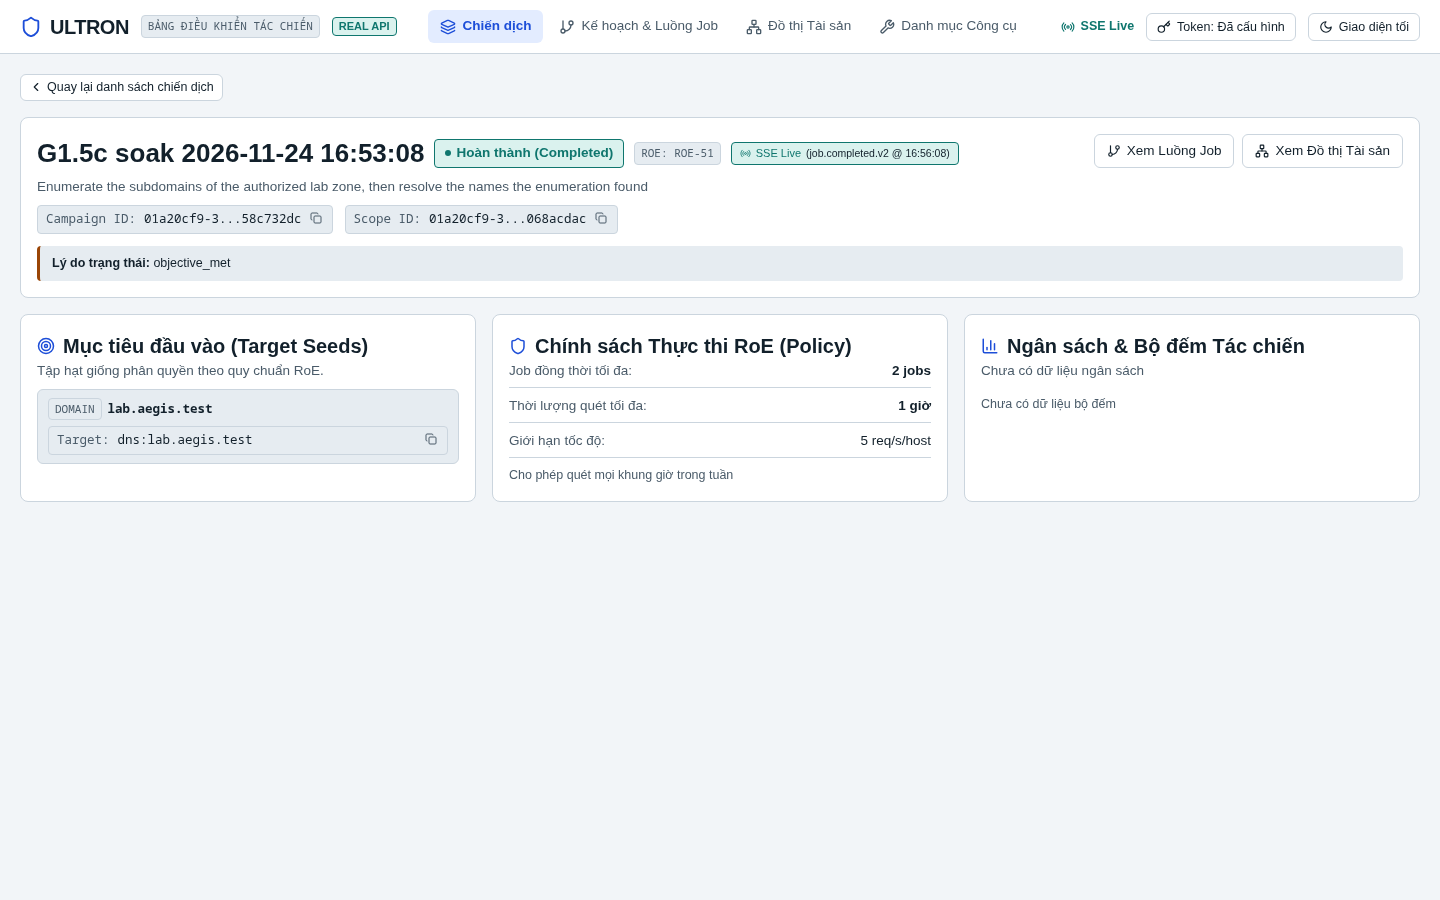 ULTRON
BẢNG ĐIỀU KHIỂN TÁC CHIẾN
REAL API
Chiến dịch
Kế hoạch & Luồng Job
Đồ thị Tài sản
Danh mục Công cụ
SSE Live
Token: Đã cấu hình
Giao diện tối
Quay lại danh sách chiến dịch
G1.5c soak 2026-11-24 16:53:08
Hoàn thành (Completed)
ROE: ROE-51
SSE Live (job.completed.v2 @ 16:56:08)
Xem Luồng Job
Xem Đồ thị Tài sản
Enumerate the subdomains of the authorized lab zone, then resolve the names the enumeration found
Campaign ID: 01a20cf9-3...58c732dc
Scope ID: 01a20cf9-3...068acdac
Lý do trạng thái: objective_met
Mục tiêu đầu vào (Target Seeds)
Tập hạt giống phân quyền theo quy chuẩn RoE.
DOMAIN lab.aegis.test
Target: dns:lab.aegis.test
Chính sách Thực thi RoE (Policy)
Job đồng thời tối đa: 2 jobs
Thời lượng quét tối đa: 1 giờ
Giới hạn tốc độ: 5 req/s/host
Cho phép quét mọi khung giờ trong tuần
Ngân sách & Bộ đếm Tác chiến
Chưa có dữ liệu ngân sách
Chưa có dữ liệu bộ đếm